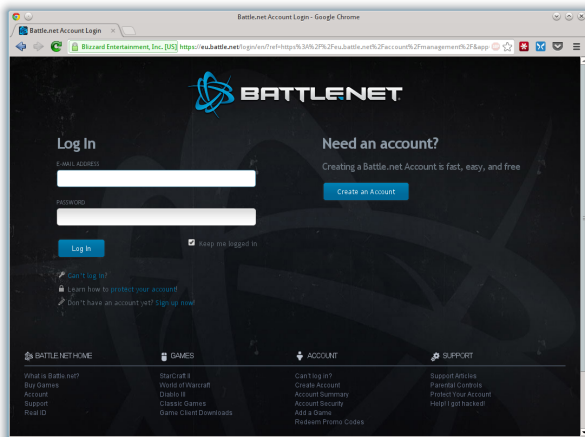 Battle.net Account Login - Google Chrome
Battle.net Account Login
Blizzard Entertainment, Inc. [US] https://eu.battle.net/login/en/?ref=https%3A%2F%2Feu.battle.net%2Faccount%2Fmanagement%2F&app
BATTLE.NET
Log In
E-MAIL ADDRESS
PASSWORD
Log In
Keep me logged in
Can't log in?
Learn how to protect your account!
Don't have an account yet? Sign up now!
Need an account?
Creating a Battle.net Account is fast, easy, and free
Create an Account
BATTLE.NET HOME
What is Battle.net?
Buy Games
Account
Support
Real ID
GAMES
StarCraft II
World of Warcraft
Diablo III
Classic Games
Game Client Downloads
ACCOUNT
Can't log in?
Create Account
Account Summary
Account Security
Add a Game
Redeem Promo Codes
SUPPORT
Support Articles
Parental Controls
Protect Your Account
Help! I got hacked!